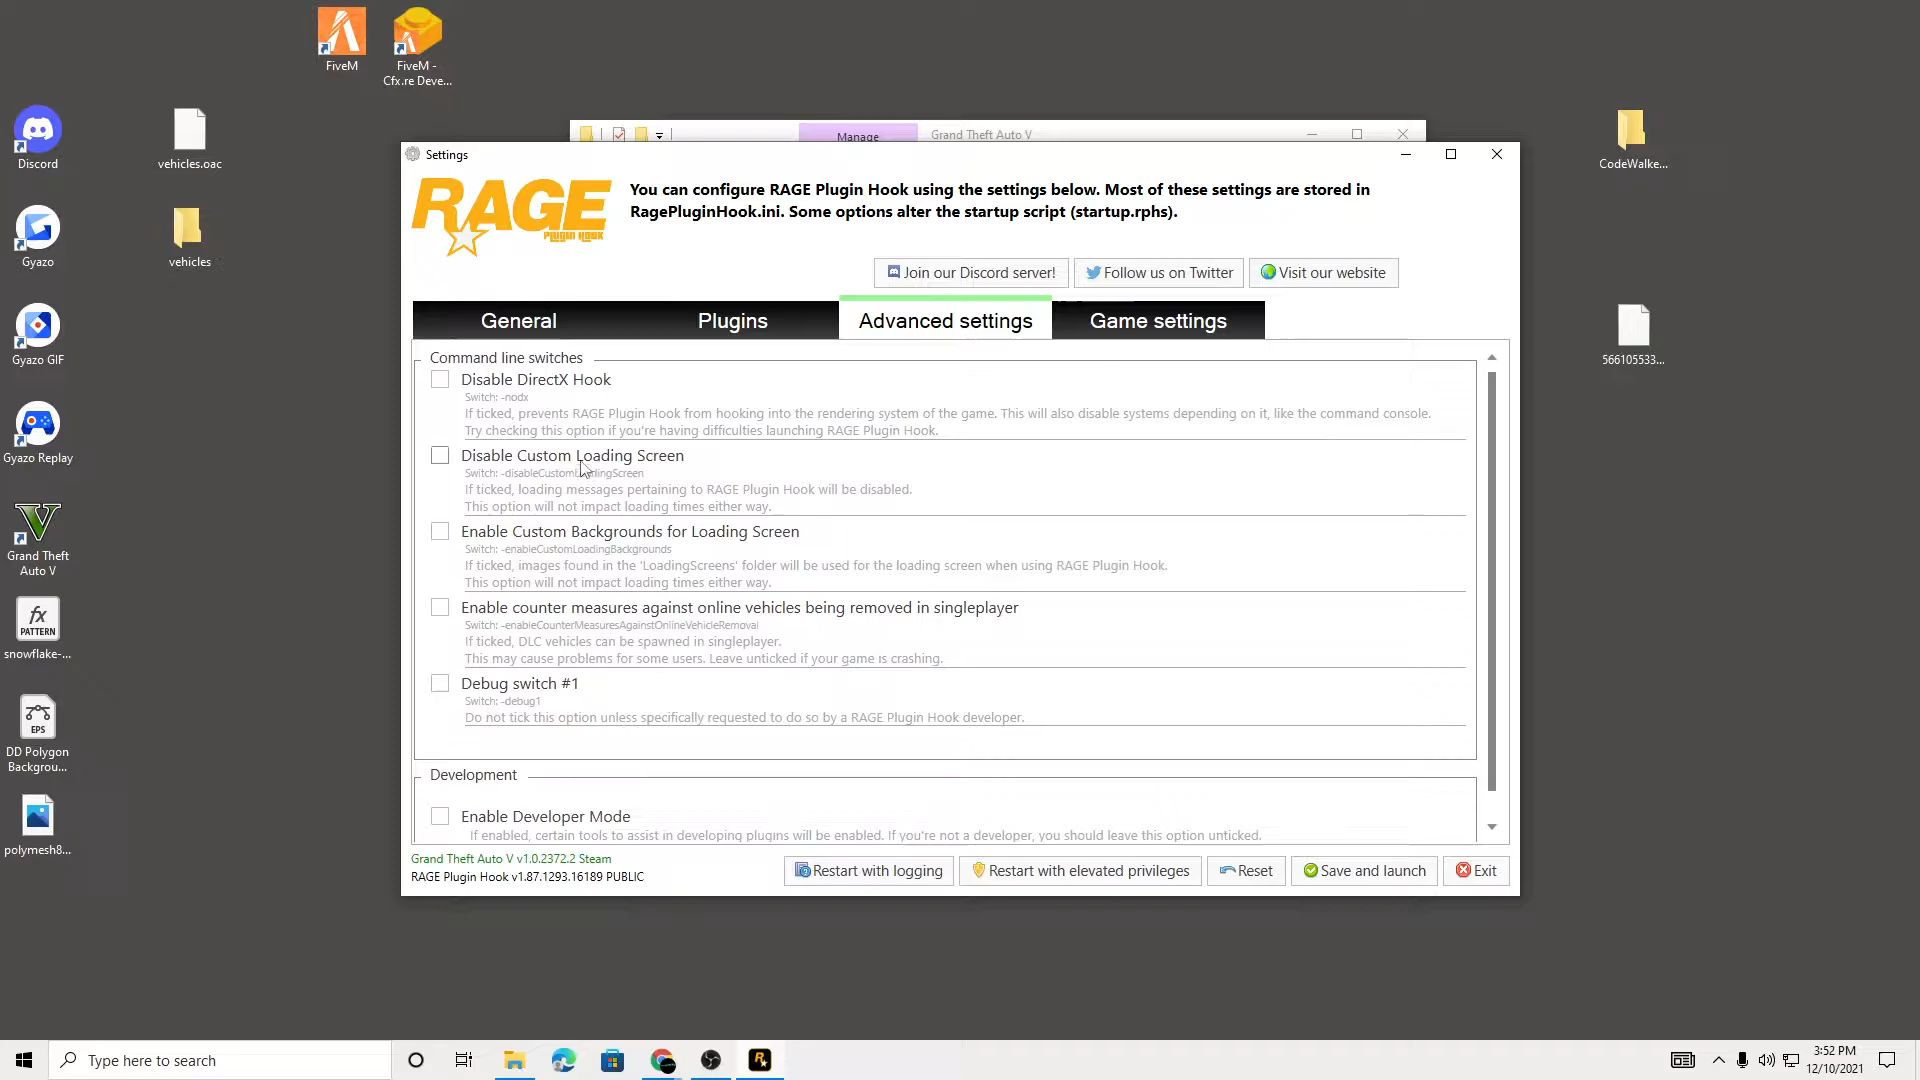 FiveM
FiveM -
Cfx.re Deve...
Discord
vehicles.oac
Gyazo
vehicles
Gyazo GIF
Gyazo Replay
Grand Theft
Auto V
fx
PATTERN
snowflake-...
EPS
DD Polygon
Backgrou...
polymesh8...
CodeWalke...
566105533...
Manage
Grand Theft Auto V
Settings
RAGE
PLUGIN HOOK
You can configure RAGE Plugin Hook using the settings below. Most of these settings are stored in
RagePluginHook.ini. Some options alter the startup script (startup.rphs).
Join our Discord server!
Follow us on Twitter
Visit our website
General
Plugins
Advanced settings
Game settings
Command line switches
Disable DirectX Hook
Switch: -nodx
If ticked, prevents RAGE Plugin Hook from hooking into the rendering system of the game. This will also disable systems depending on it, like the command console.
Try checking this option if you're having difficulties launching RAGE Plugin Hook.
Disable Custom Loading Screen
Switch: -disableCustomLoadingScreen
If ticked, loading messages pertaining to RAGE Plugin Hook will be disabled.
This option will not impact loading times either way.
Enable Custom Backgrounds for Loading Screen
Switch: -enableCustomLoadingBackgrounds
If ticked, images found in the 'LoadingScreens' folder will be used for the loading screen when using RAGE Plugin Hook.
This option will not impact loading times either way.
Enable counter measures against online vehicles being removed in singleplayer
Switch: -enableCounterMeasuresAgainstOnlineVehicleRemoval
If ticked, DLC vehicles can be spawned in singleplayer.
This may cause problems for some users. Leave unticked if your game is crashing.
Debug switch #1
Switch: -debug1
Do not tick this option unless specifically requested to do so by a RAGE Plugin Hook developer.
Development
Enable Developer Mode
If enabled, certain tools to assist in developing plugins will be enabled. If you're not a developer, you should leave this option unticked.
Grand Theft Auto V v1.0.2372.2 Steam
RAGE Plugin Hook v1.87.1293.16189 PUBLIC
Restart with logging
Restart with elevated privileges
Reset
Save and launch
Exit
Type here to search
3:52 PM
12/10/2021